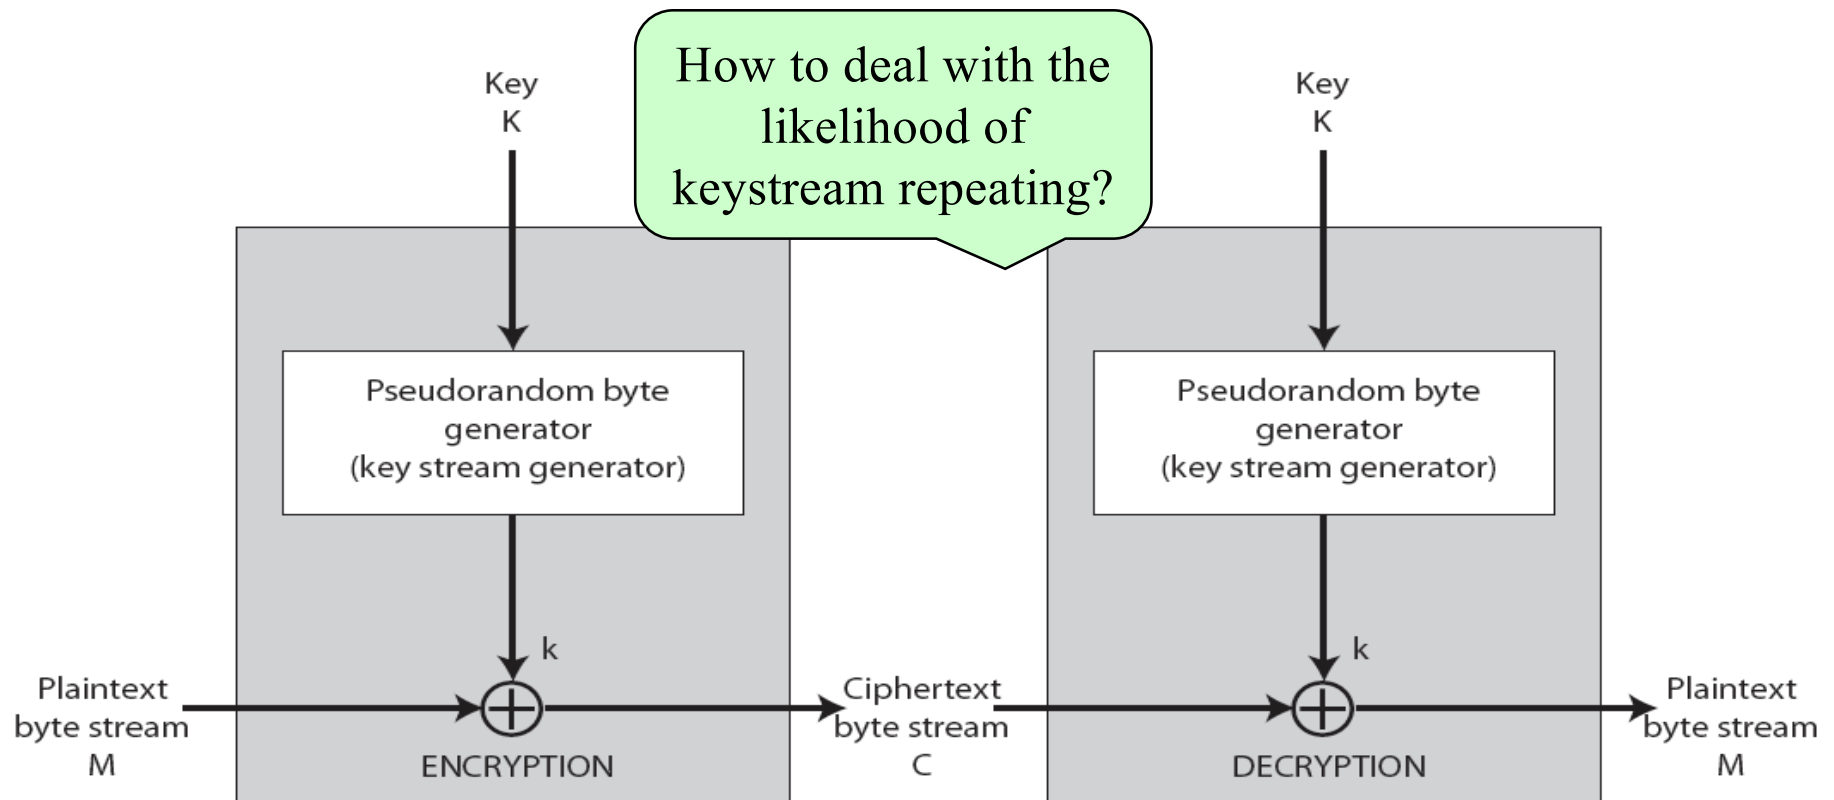 How to deal with the
likelihood of
keystream repeating?
Key
K
Pseudorandom byte
generator
(key stream generator)
k
Plaintext
byte stream
M
ENCRYPTION
Ciphertext
byte stream
C
Key
K
Pseudorandom byte
generator
(key stream generator)
k
DECRYPTION
Plaintext
byte stream
M